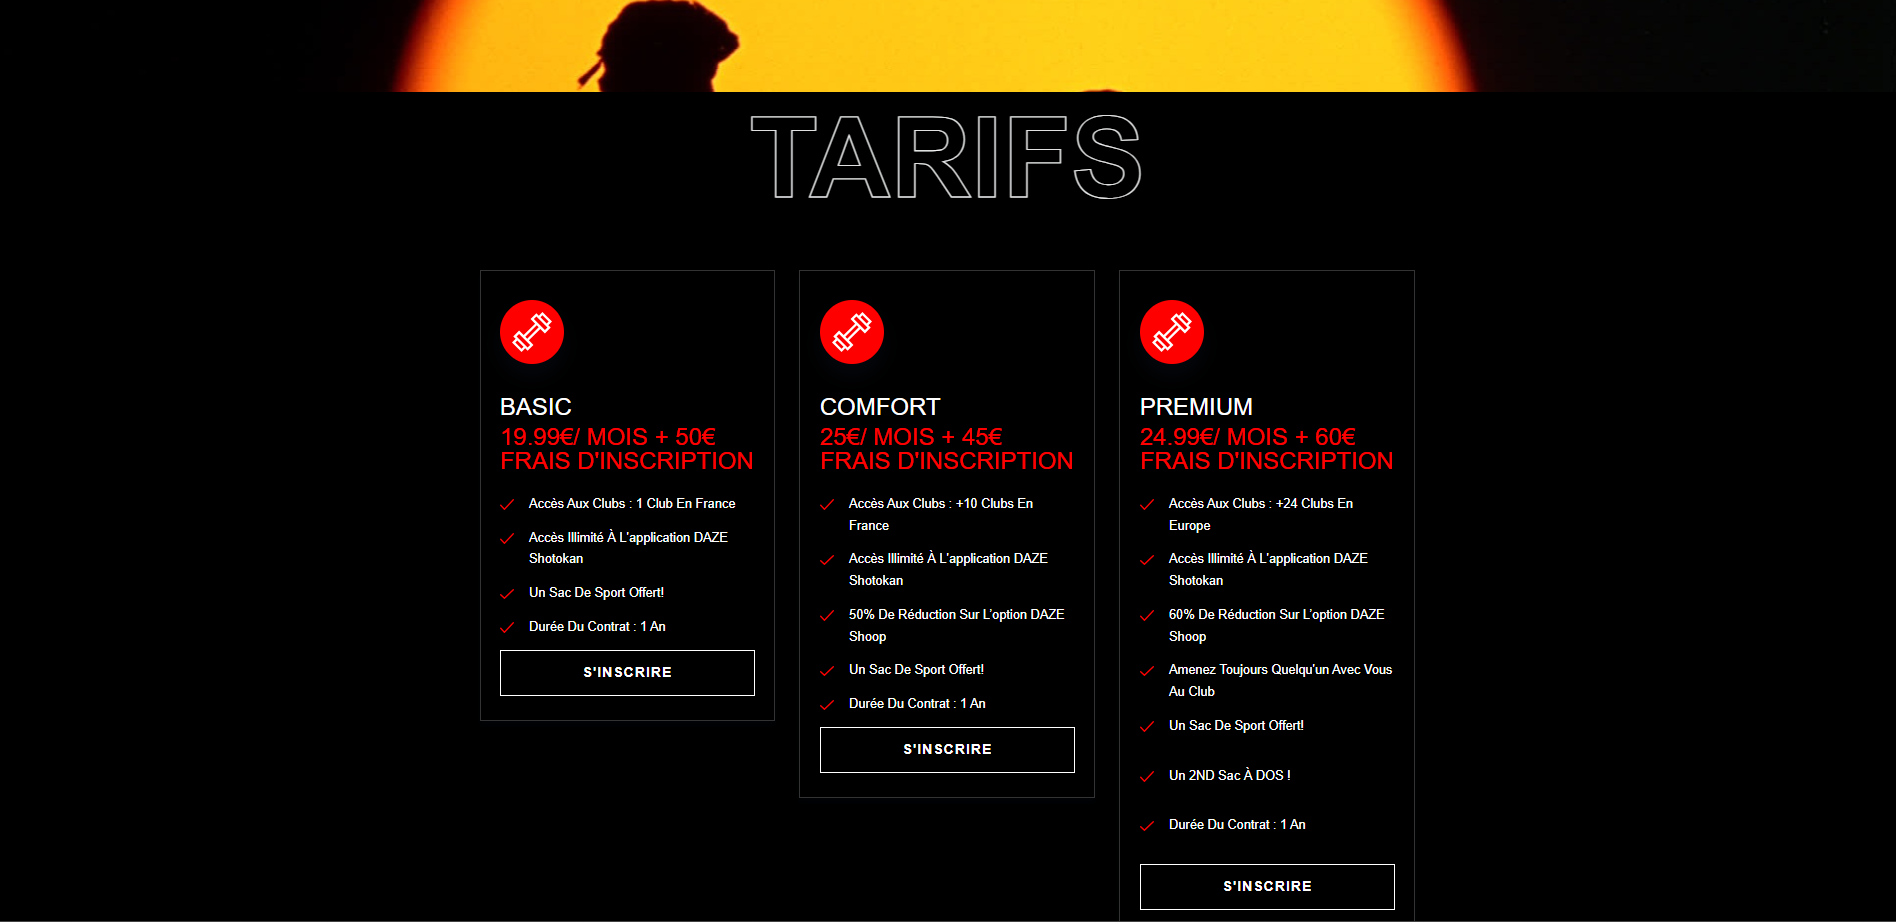 TARIFS
BASIC
19.99€/ MOIS + 50€
FRAIS D'INSCRIPTION
Accès Aux Clubs : 1 Club En France
Accès Illimité À L'application DAZE
Shotokan
Un Sac De Sport Offert!
Durée Du Contrat : 1 An
S'INSCRIRE
COMFORT
25€/ MOIS + 45€
FRAIS D'INSCRIPTION
Accès Aux Clubs : +10 Clubs En
France
Accès Illimité À L'application DAZE
Shotokan
50% De Réduction Sur L'option DAZE
Shoop
Un Sac De Sport Offert!
Durée Du Contrat : 1 An
S'INSCRIRE
PREMIUM
24.99€/ MOIS + 60€
FRAIS D'INSCRIPTION
Accès Aux Clubs : +24 Clubs En
Europe
Accès Illimité À L'application DAZE
Shotokan
60% De Réduction Sur L'option DAZE
Shoop
Amenez Toujours Quelqu'un Avec Vous
Au Club
Un Sac De Sport Offert!
Un 2ND Sac À DOS !
Durée Du Contrat : 1 An
S'INSCRIRE